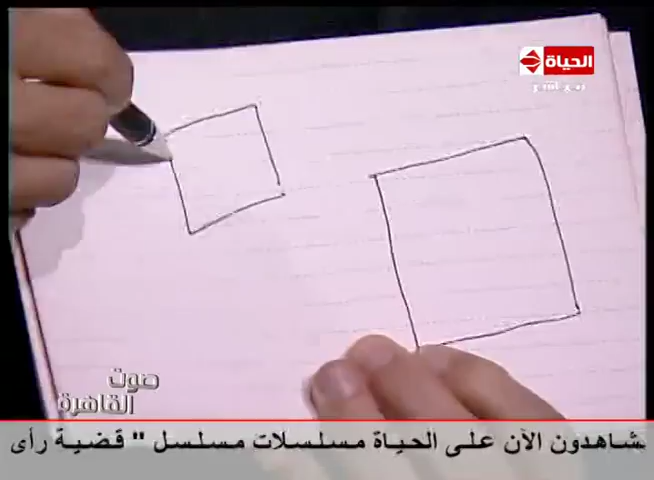 الحياة
صوت
القاهرة
شاهدون الآن على الحياة مسلسلات مسلسل " قضية رأى